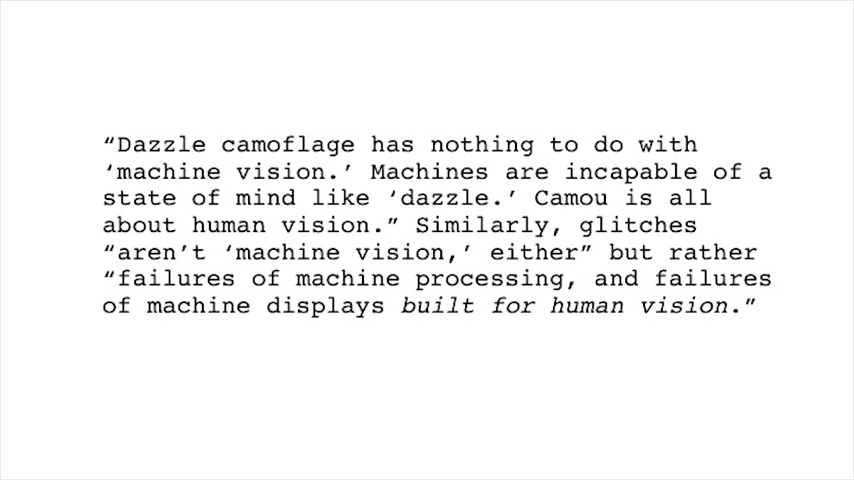 “Dazzle camoflage has nothing to do with
‘machine vision.’ Machines are incapable of a
state of mind like ‘dazzle.’ Camou is all
about human vision.” Similarly, glitches
“aren’t ‘machine vision,’ either” but rather
“failures of machine processing, and failures
of machine displays built for human vision.”